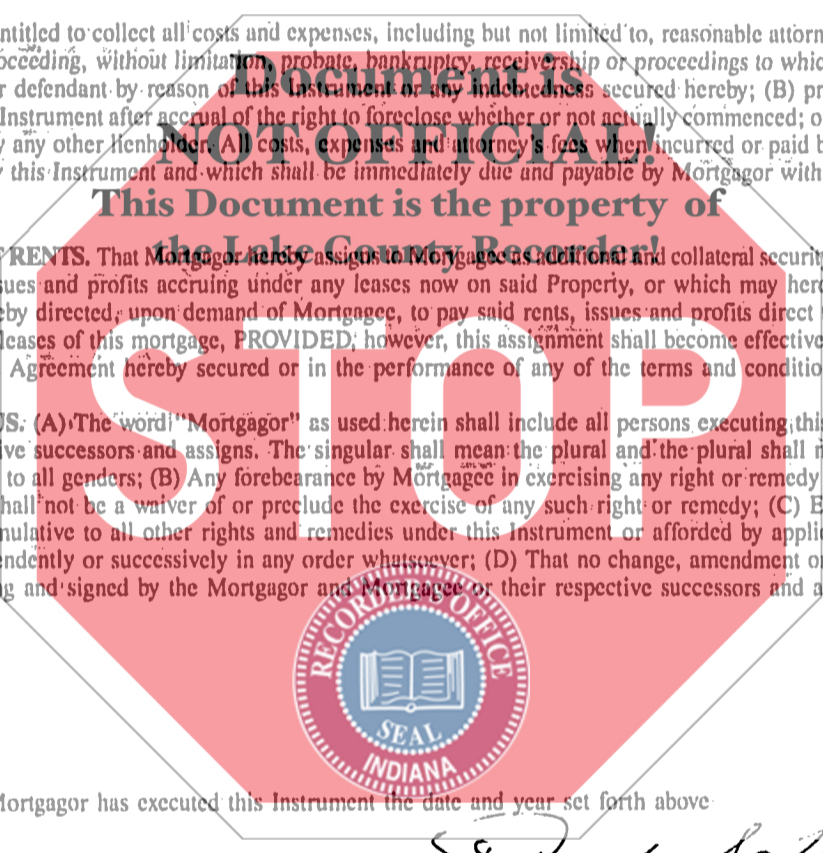 ntitled to collect all costs and expenses, including but not limited to, reasonable attorn
oceeding, without limitation, probate, bankruptcy, receivership or proceedings to whic
Document is
r defendant by reason of this Instrument or any indebtedness secured hereby; (B) pr
Instrument after accrual of the right to foreclose whether or not actually commenced; o
NOT OFFICIAL!
y any other lienholder. All costs, expenses and attorney's fees when incurred or paid b
y this Instrument and which shall be immediately due and payable by Mortgagor with
This Document is the property of
the Lake County Recorder!
F RENTS. That Mortgagor hereby assigns to Mortgagee as additional and collateral security
sues and profits accruing under any leases now on said Property, or which may here
eby directed, upon demand of Mortgagee, to pay said rents, issues and profits direct
leases of this mortgage, PROVIDED, however, this assignment shall become effective
Agreement hereby secured or in the performance of any of the terms and conditio
STOP
US. (A) The word "Mortgagor" as used herein shall include all persons executing this
ive successors and assigns. The singular shall mean the plural and the plural shall m
to all genders; (B) Any forebearance by Mortgagee in exercising any right or remedy
hall not be a waiver of or preclude the exercise of any such right or remedy; (C) E
mulative to all other rights and remedies under this Instrument or afforded by applic
endently or successively in any order whatsoever; (D) That no change, amendment or
ng and signed by the Mortgagor and Mortgagee or their respective successors and a
RECORDER'S OFFICE
SEAL
INDIANA
Mortgagor has executed this Instrument the date and year set forth above